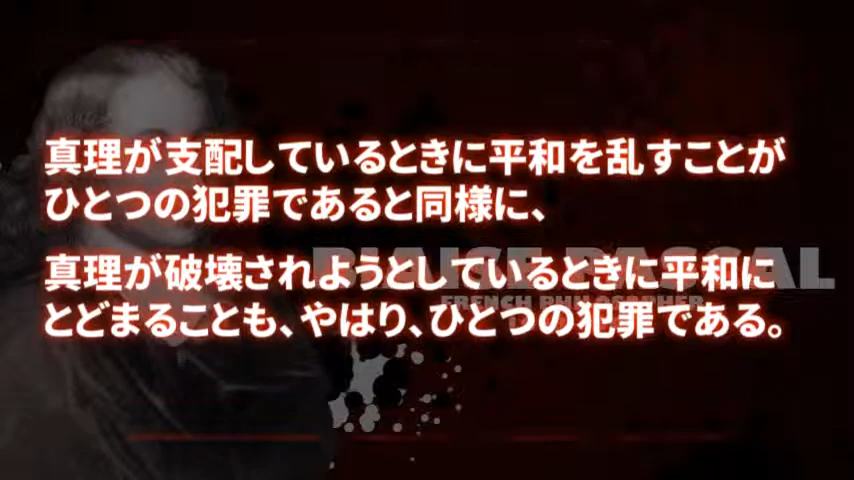 真理が支配しているときに平和を乱すことが
ひとつの犯罪であると同様に、
真理が破壊されようとしているときに平和に
とどまることも、やはり、ひとつの犯罪である。
BLAISE PASCAL
FRENCH PHILOSOPHER